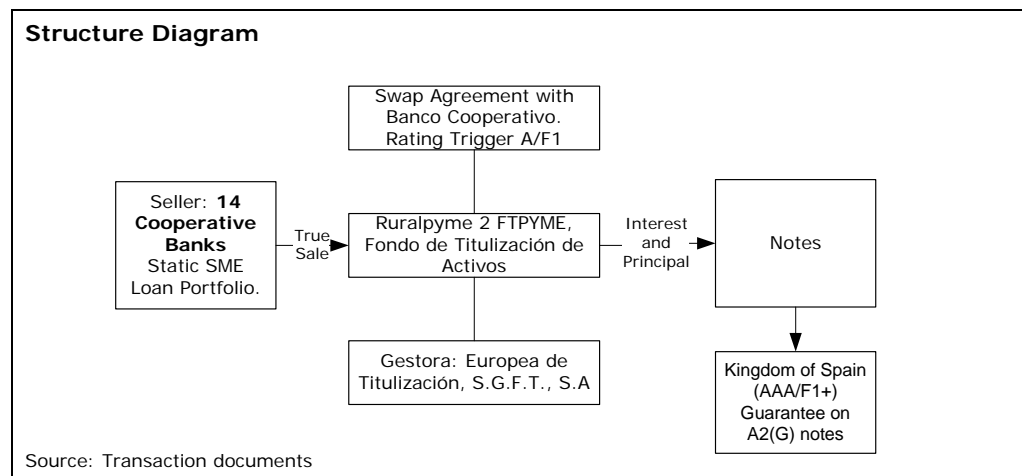 Structure Diagram
Swap Agreement with
Banco Cooperativo.
Rating Trigger A/F1
Seller: 14
Cooperative
Banks
Static SME
Loan Portfolio.
True
Sale
Ruralpyme 2 FTPYME,
Fondo de Titulización de
Activos
Interest
and
Principal
Notes
Gestora: Europea de
Titulización, S.G.F.T., S.A
Kingdom of Spain
(AAA/F1+)
Guarantee on
A2(G) notes
Source: Transaction documents